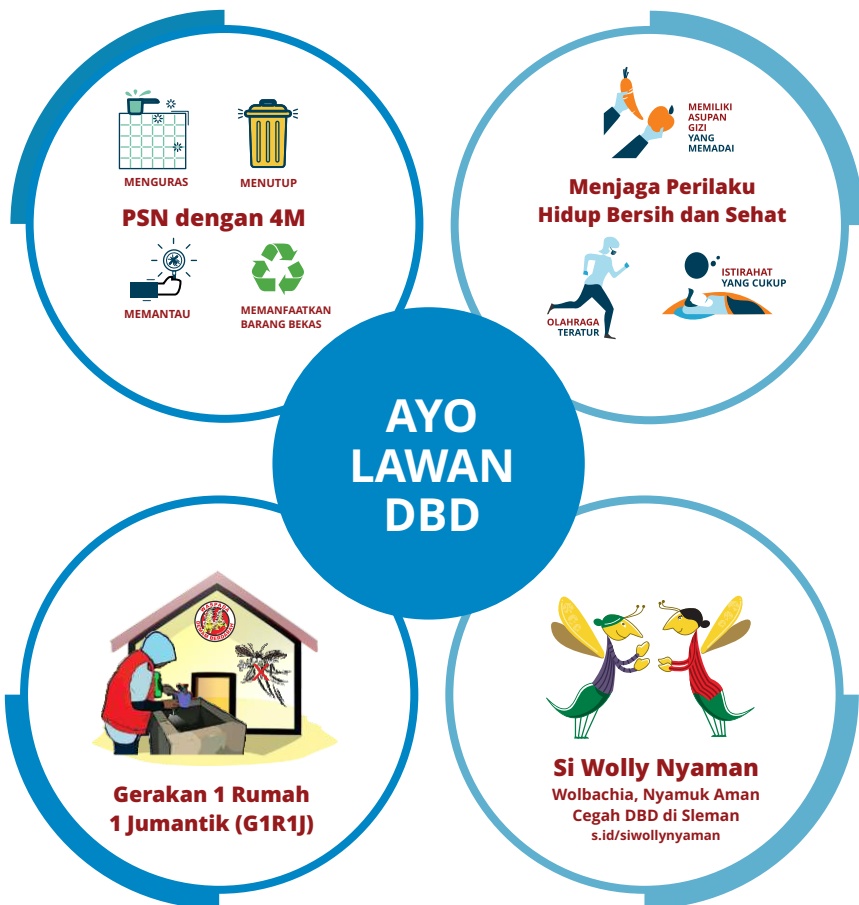 MENGURAS
MENUTUP
PSN dengan 4M
MEMANTAU
MEMANFAATKAN
BARANG BEKAS
MEMILIKI
ASUPAN
GIZI
YANG
MEMADAI
Menjaga Perilaku
Hidup Bersih dan Sehat
OLAHRAGA
TERATUR
ISTIRAHAT
YANG CUKUP
AYO
LAWAN
DBD
WASPADA
Gerakan 1 Rumah
1 Jumantik (G1R1J)
Si Wolly Nyaman
Wolbachia, Nyamuk Aman
Cegah DBD di Sleman
s.id/siwollynyaman